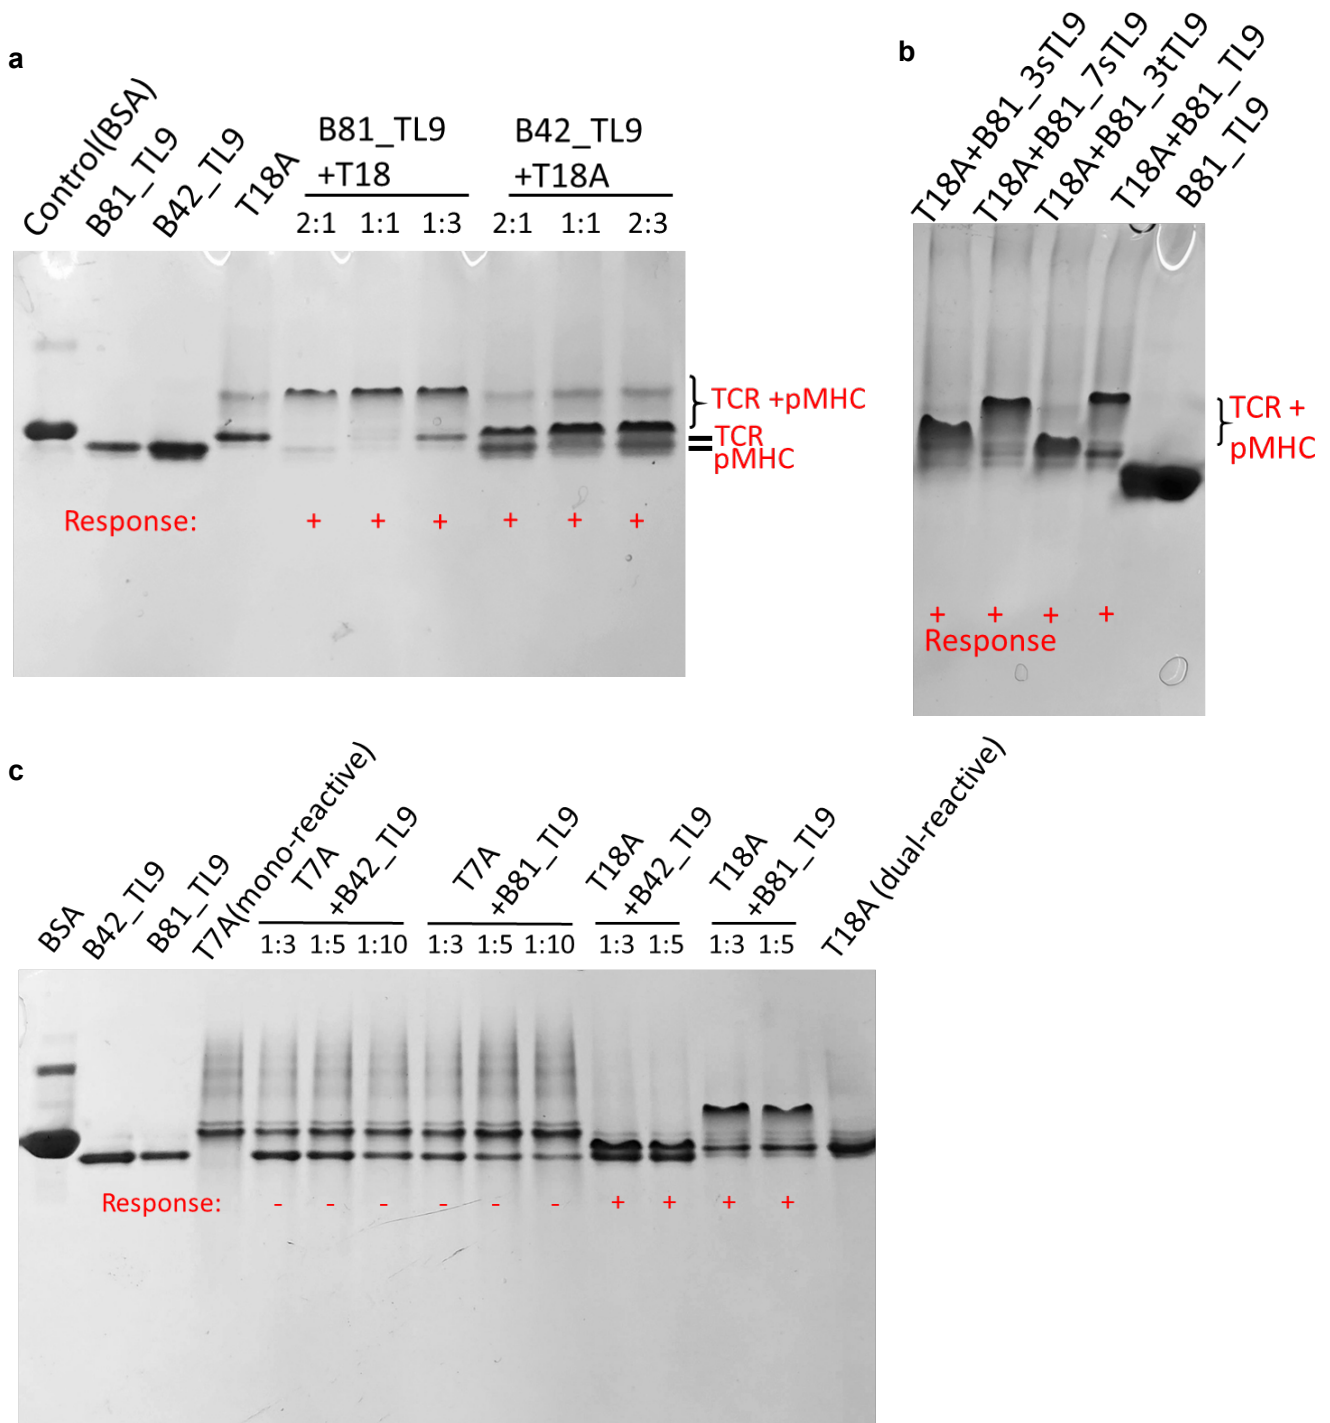 a
Control(BSA)
B81_TL9
B42_TL9
T18A
B81_TL9
+T18
2:1 1:1 1:3
B42_TL9
+T18A
2:1 1:1 2:3
TCR +pMHC
TCR
pMHC
Response: + + + + + +
b
T18A+B81_3sTL9
T18A+B81_7sTL9
T18A+B81_3tTL9
T18A+B81_TL9
B81_TL9
TCR +
pMHC
+ + + +
Response
c
BSA
B42_TL9
B81_TL9
T7A(mono-reactive)
T7A
+B42_TL9
1:3 1:5 1:10
T7A
+B81_TL9
1:3 1:5 1:10
T18A
+B42_TL9
1:3 1:5
T18A
+B81_TL9
1:3 1:5
T18A (dual-reactive)
Response: - - - - - - + + + +